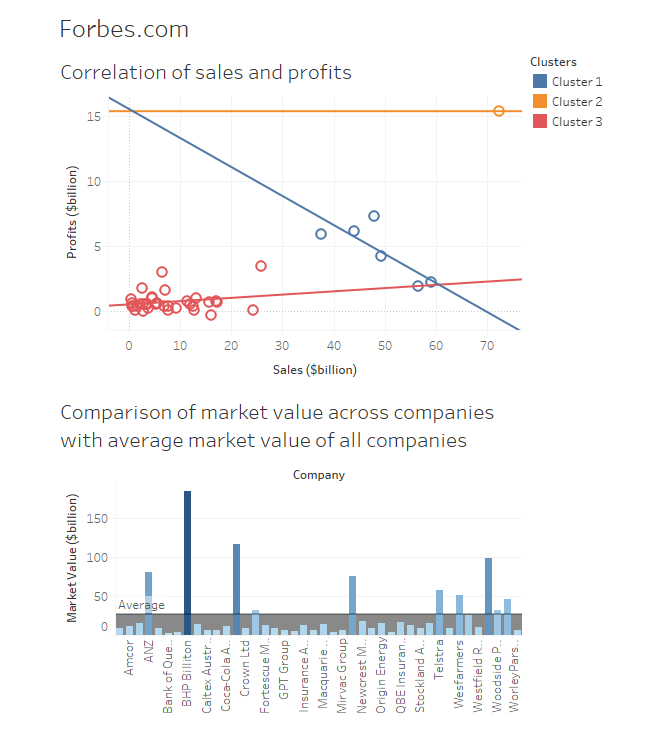 Forbes.com
Clusters
Cluster 1
Cluster 2
Cluster 3
Correlation of sales and profits
Profits ($billion)
15
10
5
0
0 10 20 30 40 50 60 70
Sales ($billion)
Comparison of market value across companies
with average market value of all companies
Company
Market Value ($billion)
150
100
50
0
Average
Amcor
ANZ
Bank of Que..
BHP Billiton
Caltex Austr..
Coca-Cola A..
Crown Ltd
Fortescue M..
GPT Group
Insurance A..
Macquarie ..
Mirvac Group
Newcrest M..
Origin Energy
QBE Insuran..
Stockland A..
Telstra
Wesfarmers
Westfield R..
Woodside P..
WorleyPars..